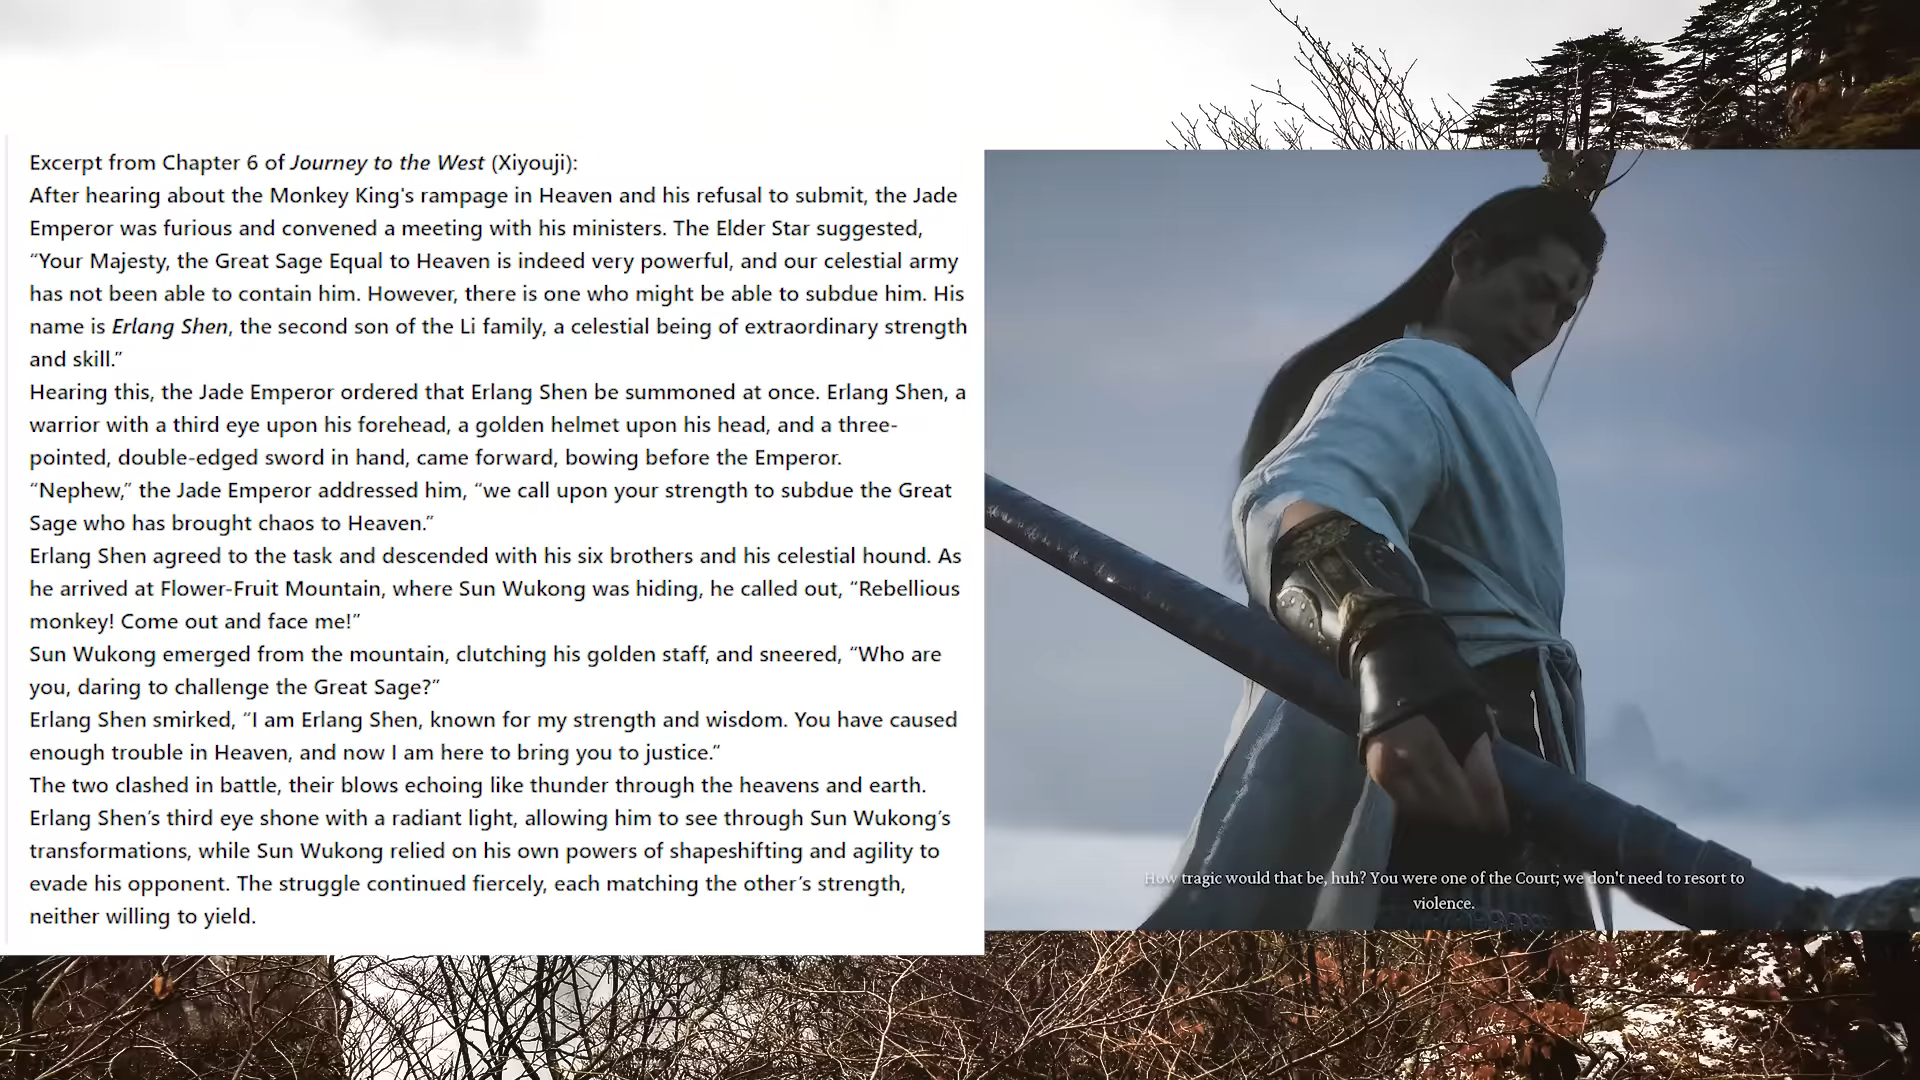 Excerpt from Chapter 6 of Journey to the West (Xiyouji):
After hearing about the Monkey King's rampage in Heaven and his refusal to submit, the Jade
Emperor was furious and convened a meeting with his ministers. The Elder Star suggested,
“Your Majesty, the Great Sage Equal to Heaven is indeed very powerful, and our celestial army
has not been able to contain him. However, there is one who might be able to subdue him. His
name is Erlang Shen, the second son of the Li family, a celestial being of extraordinary strength
and skill.”
Hearing this, the Jade Emperor ordered that Erlang Shen be summoned at once. Erlang Shen, a
warrior with a third eye upon his forehead, a golden helmet upon his head, and a three-
pointed, double-edged sword in hand, came forward, bowing before the Emperor.
“Nephew,” the Jade Emperor addressed him, “we call upon your strength to subdue the Great
Sage who has brought chaos to Heaven.”
Erlang Shen agreed to the task and descended with his six brothers and his celestial hound. As
he arrived at Flower-Fruit Mountain, where Sun Wukong was hiding, he called out, “Rebellious
monkey! Come out and face me!”
Sun Wukong emerged from the mountain, clutching his golden staff, and sneered, “Who are
you, daring to challenge the Great Sage?”
Erlang Shen smirked, “I am Erlang Shen, known for my strength and wisdom. You have caused
enough trouble in Heaven, and now I am here to bring you to justice.”
The two clashed in battle, their blows echoing like thunder through the heavens and earth.
Erlang Shen’s third eye shone with a radiant light, allowing him to see through Sun Wukong’s
transformations, while Sun Wukong relied on his own powers of shapeshifting and agility to
evade his opponent. The struggle continued fiercely, each matching the other’s strength,
neither willing to yield.
How tragic would that be, huh? You were one of the Court; we don't need to resort to
violence.